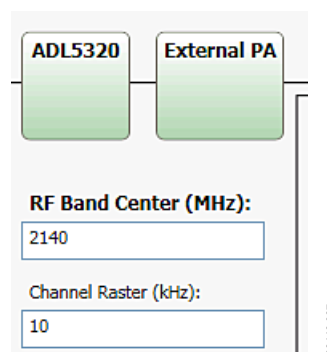 ADL5320
External PA
RF Band Center (MHz):
2140
Channel Raster (kHz):
10